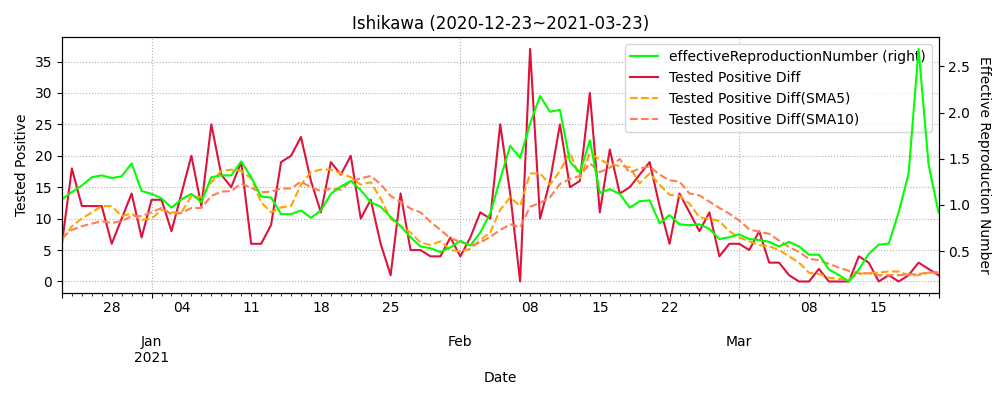 Ishikawa (2020-12-23~2021-03-23)
effectiveReproductionNumber (right)
Tested Positive Diff
Tested Positive Diff(SMA5)
Tested Positive Diff(SMA10)
Tested Positive
35
30
25
20
15
10
5
0
2.5
2.0
1.5
1.0
0.5
Effective Reproduction Number
28 04 11 18 25 08 15 22 08 15
Jan Feb Mar
2021
Date